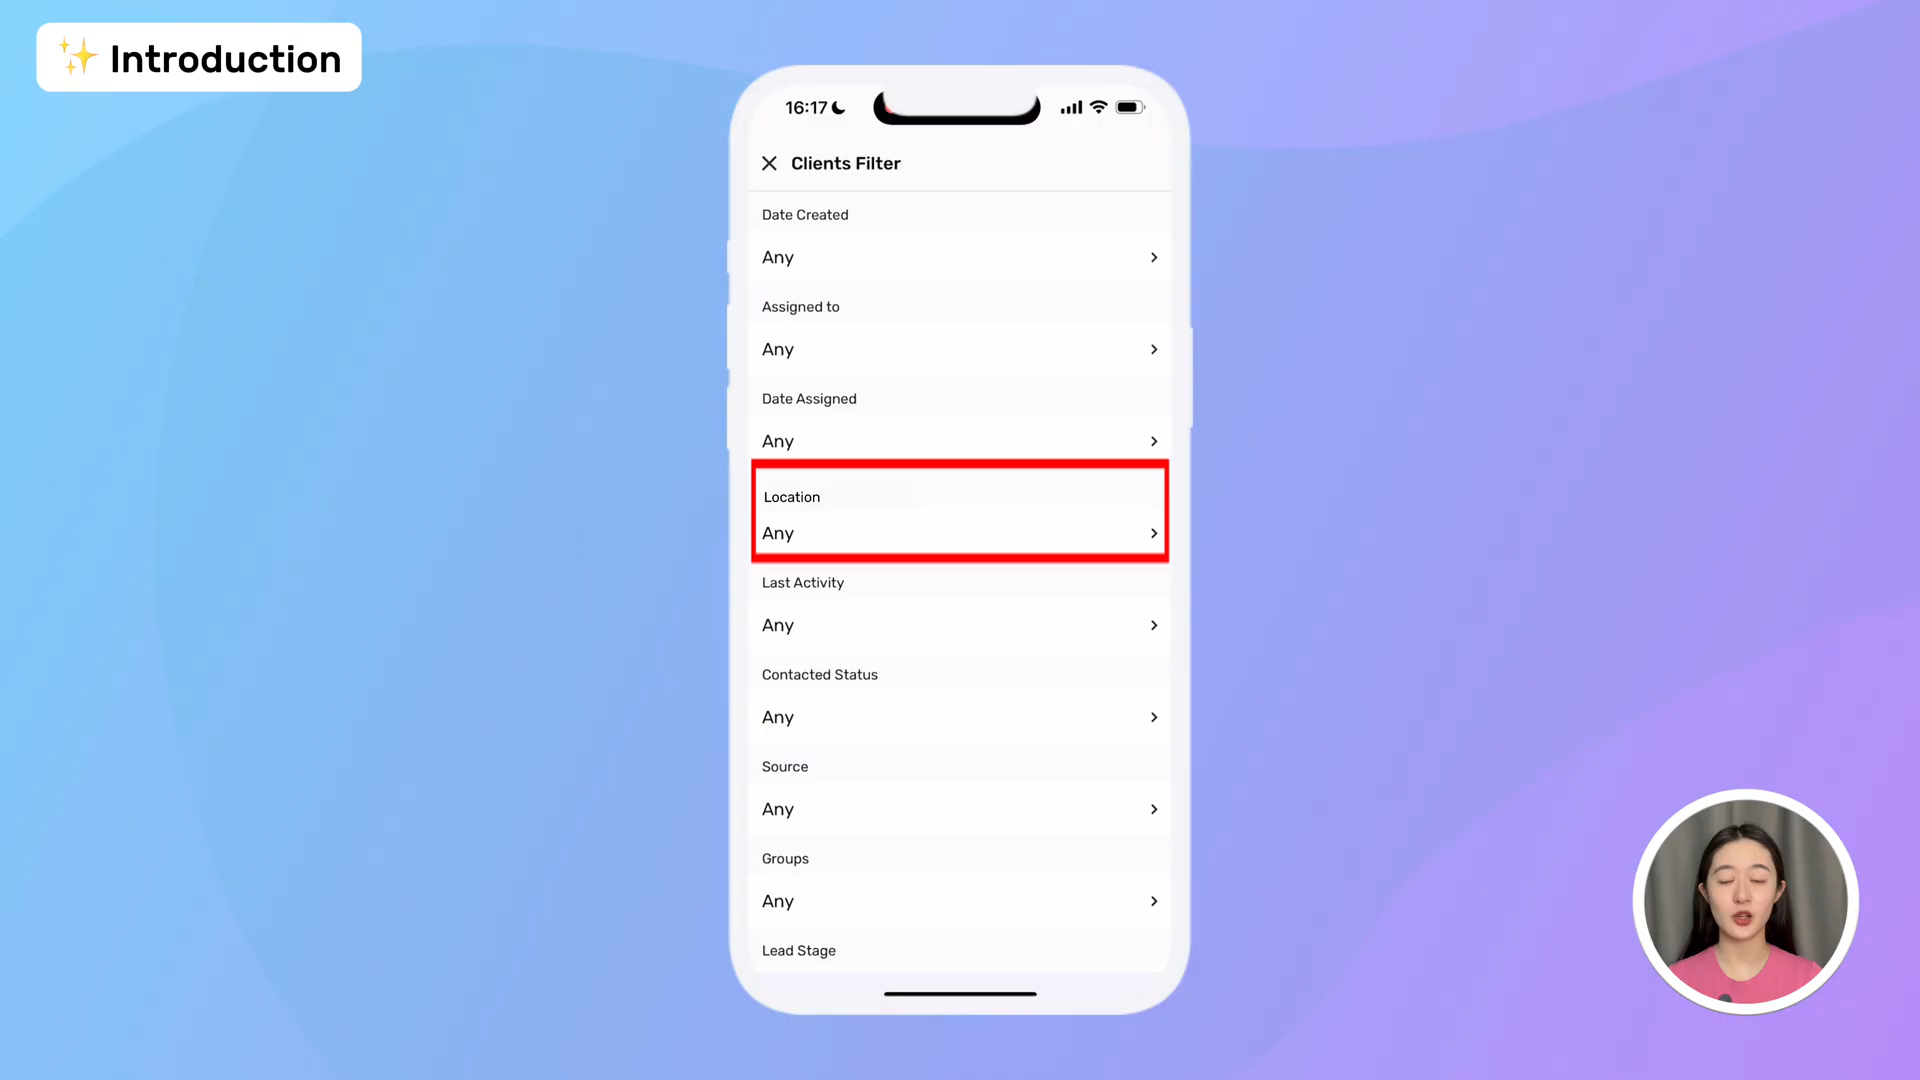 ✨ Introduction
16:17
Clients Filter
Date Created
Any
Assigned to
Any
Date Assigned
Any
Location
Any
Last Activity
Any
Contacted Status
Any
Source
Any
Groups
Any
Lead Stage